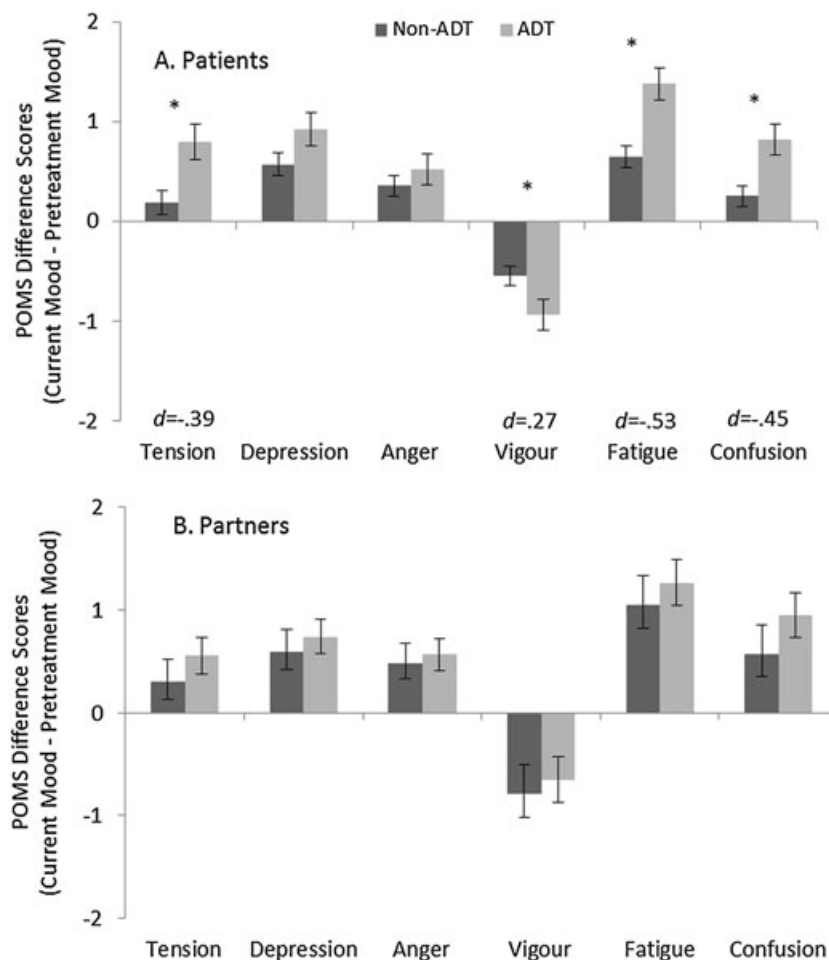 Non-ADT ADT
A. Patients
POMS Difference Scores
(Current Mood - Pretreatment Mood)
2
1
0
-1
-2
*
*
*
*
d=-.39 d=.27 d=-.53 d=-.45
Tension Depression Anger Vigour Fatigue Confusion
B. Partners
POMS Difference Scores
(Current Mood - Pretreatment Mood)
2
1
0
-1
-2
Tension Depression Anger Vigour Fatigue Confusion